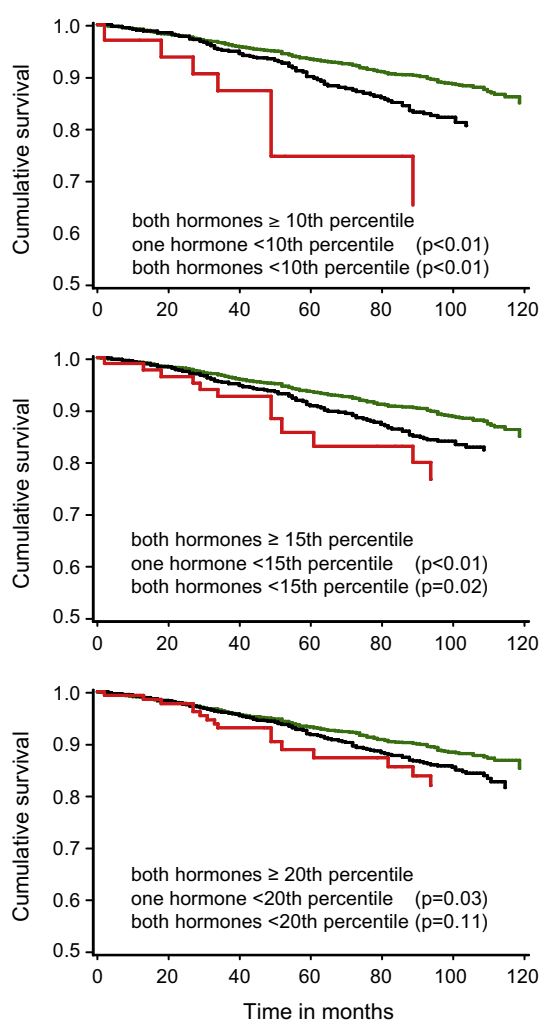 1.0
0.9
0.8
0.7
0.6
0.5
Cumulative survival
both hormones ≥ 10th percentile
one hormone <10th percentile (p<0.01)
both hormones <10th percentile (p<0.01)
0 20 40 60 80 100 120
1.0
0.9
0.8
0.7
0.6
0.5
Cumulative survival
both hormones ≥ 15th percentile
one hormone <15th percentile (p<0.01)
both hormones <15th percentile (p=0.02)
0 20 40 60 80 100 120
1.0
0.9
0.8
0.7
0.6
0.5
Cumulative survival
both hormones ≥ 20th percentile
one hormone <20th percentile (p=0.03)
both hormones <20th percentile (p=0.11)
0 20 40 60 80 100 120
Time in months